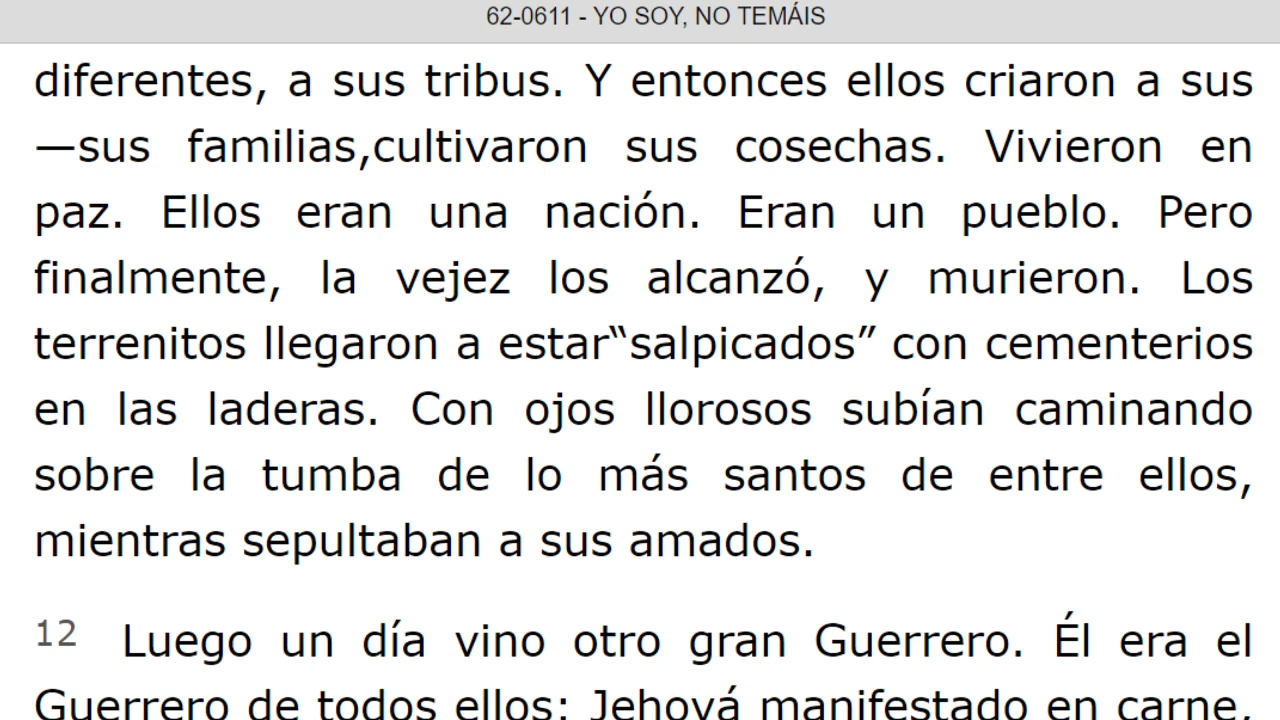 62-0611 - YO SOY, NO TEMÁIS
diferentes, a sus tribus. Y entonces ellos criaron a sus
—sus familias,cultivaron sus cosechas. Vivieron en
paz. Ellos eran una nación. Eran un pueblo. Pero
finalmente, la vejez los alcanzó, y murieron. Los
terrenitos llegaron a estar“salpicados” con cementerios
en las laderas. Con ojos llorosos subían caminando
sobre la tumba de lo más santos de entre ellos,
mientras sepultaban a sus amados.
12 Luego un día vino otro gran Guerrero. Él era el
Guerrero de todos ellos: Jehová manifestado en carne,